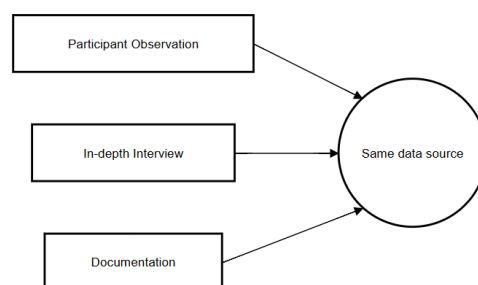 Participant Observation
In-depth Interview
Same data source
Documentation